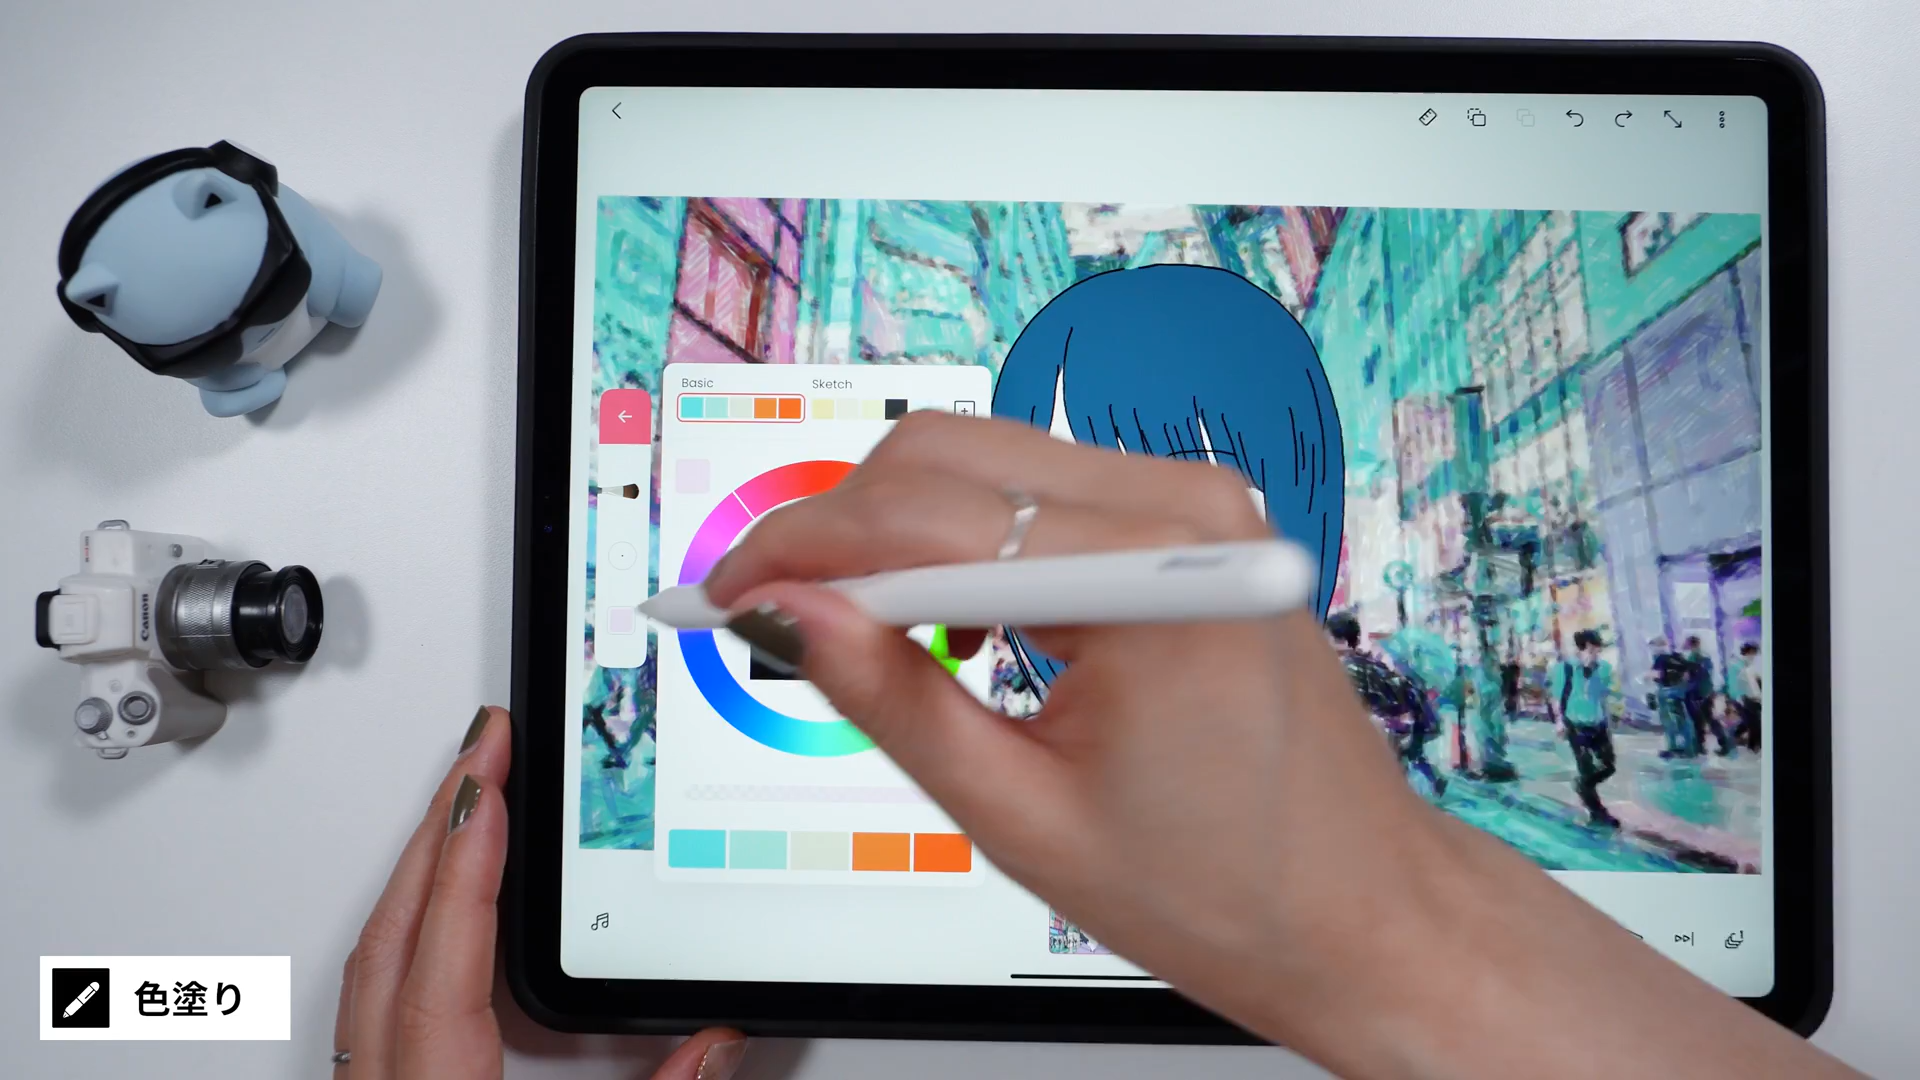 Basic
Sketch
Canon
色塗り